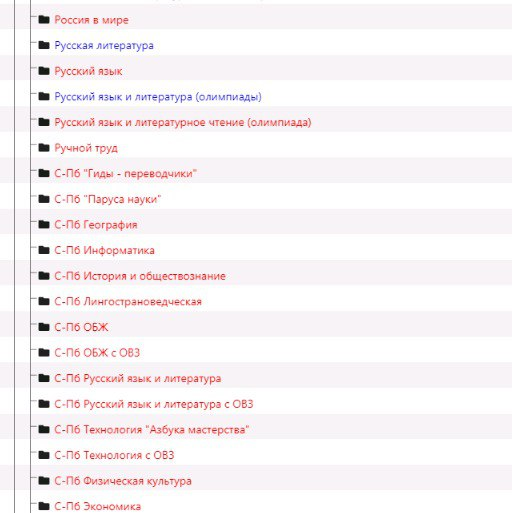 Россия в мире
Русская литература
Русский язык
Русский язык и литература (олимпиады)
Русский язык и литературное чтение (олимпиада)
Ручной труд
С-Пб "Гиды - переводчики"
С-Пб "Паруса науки"
С-Пб География
С-Пб Информатика
С-Пб История и обществознание
С-Пб Лингострановедческая
С-Пб ОБЖ
С-Пб ОБЖ с ОВЗ
С-Пб Русский язык и литература
С-Пб Русский язык и литература с ОВЗ
С-Пб Технология "Азбука мастерства"
С-Пб Технология с ОВЗ
С-Пб Физическая культура
С-Пб Экономика